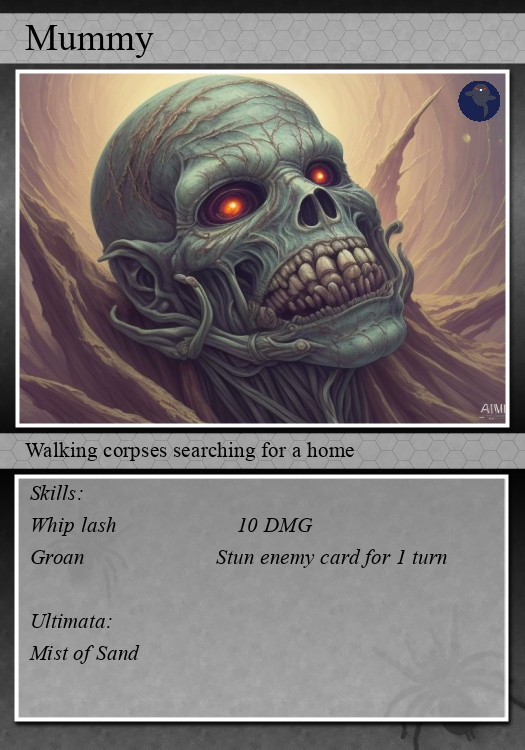 Mummy
Walking corpses searching for a home
Skills:
Whip lash 10 DMG
Groan Stun enemy card for 1 turn
Ultimata:
Mist of Sand